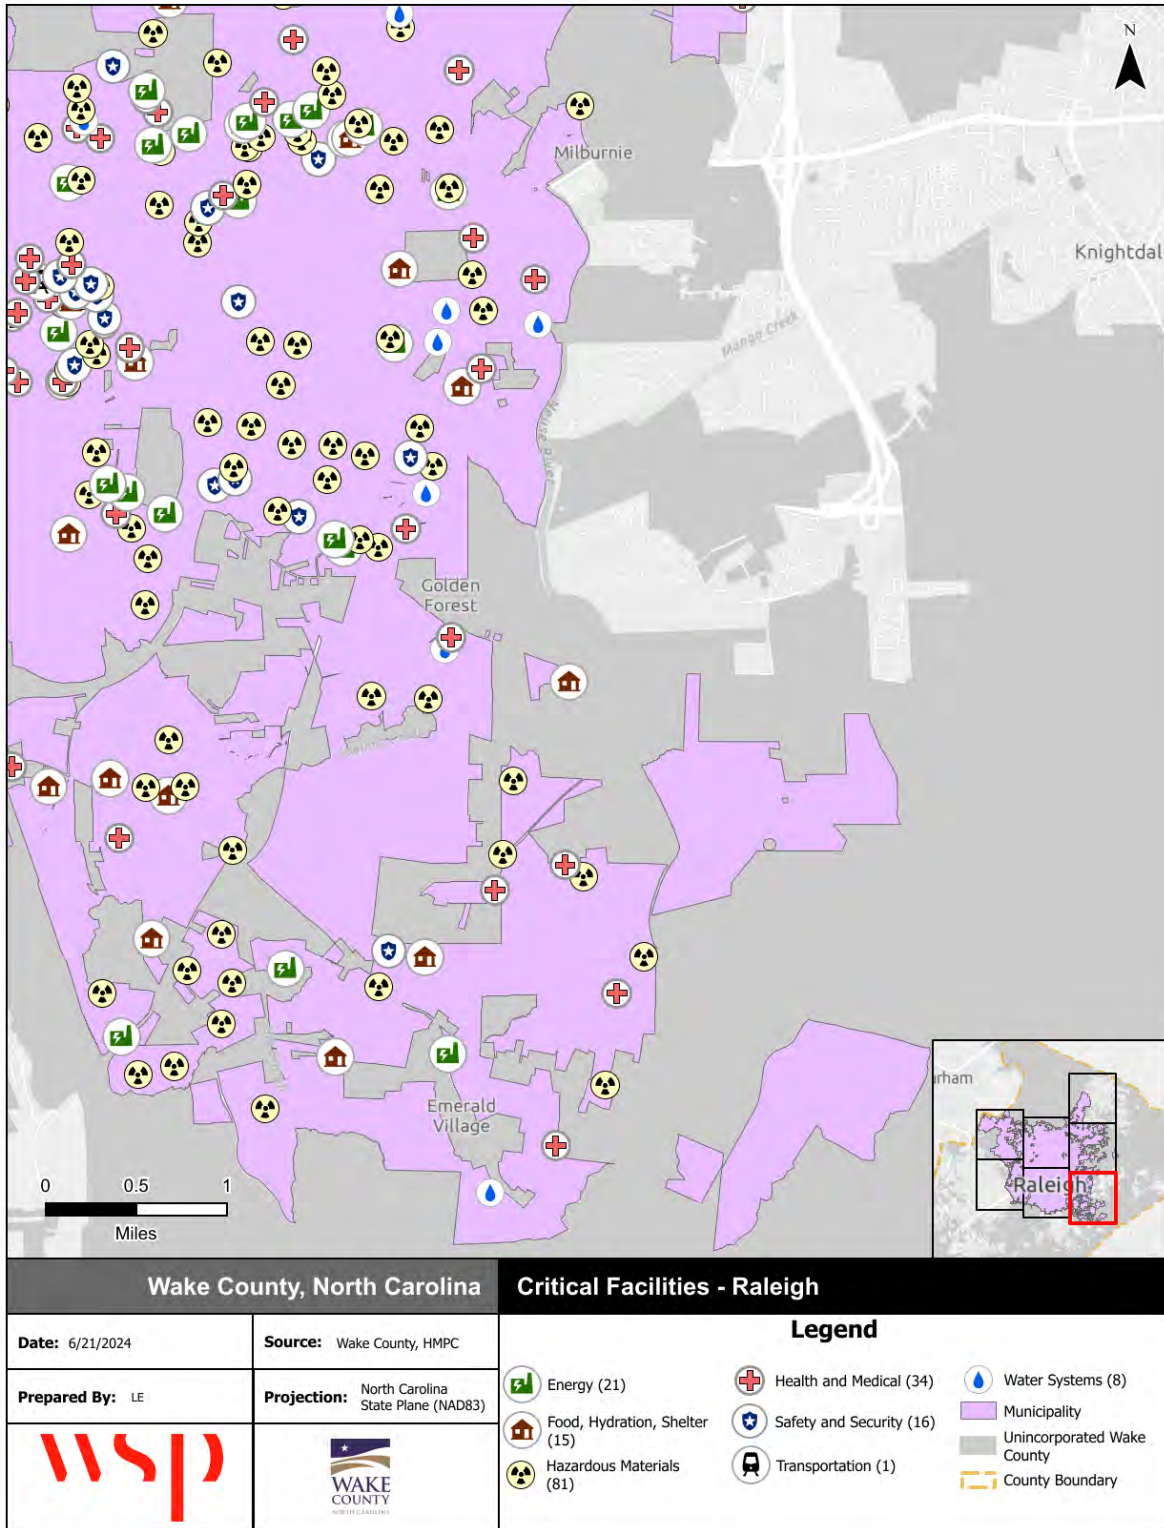 N
Milburnie
Knightdal
Mango Creek
Neuse River
Golden
Forest
Emerald
Village
0 0.5 1
Miles
urham
Raleigh
Wake County, North Carolina
Critical Facilities - Raleigh
Date: 6/21/2024
Source: Wake County, HMPC
Prepared By: LE
Projection: North Carolina
State Plane (NAD83)
wsp
WAKE
COUNTY
NORTH CAROLINA
Legend
Energy (21)
Food, Hydration, Shelter
(15)
Hazardous Materials
(81)
Health and Medical (34)
Safety and Security (16)
Transportation (1)
Water Systems (8)
Municipality
Unincorporated Wake
County
County Boundary